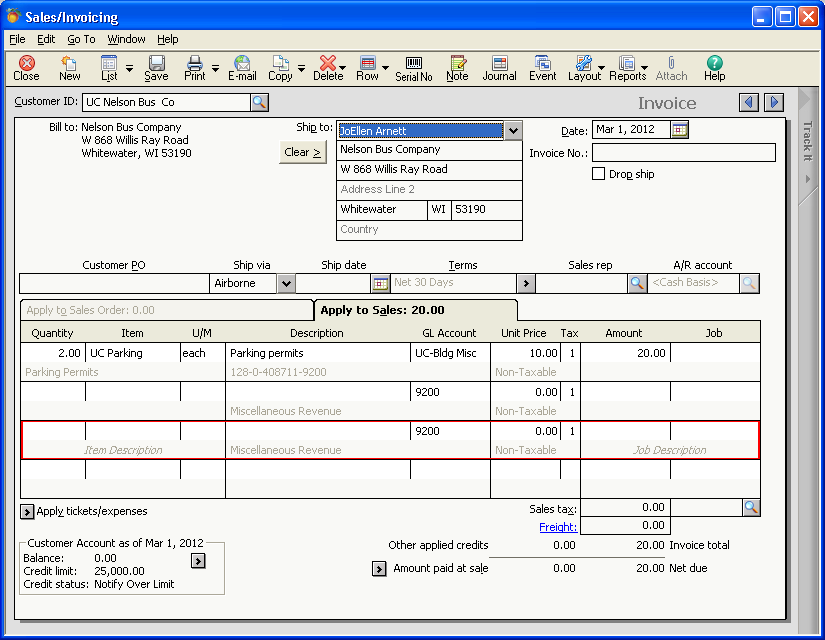 Sales/Invoicing
File Edit Go To Window Help
Close New List Save Print E-mail Copy Delete Row Serial No Note Journal Event Layout Reports Attach Help
Customer ID: UC Nelson Bus Co
Invoice
Bill to: Nelson Bus Company
W 868 Willis Ray Road
Whitewater, WI 53190
Ship to: JoEllen Arnett
Clear >
Nelson Bus Company
W 868 Willis Ray Road
Address Line 2
Whitewater WI 53190
Country
Date: Mar 1, 2012
Invoice No.:
Drop ship
Track It
Customer PO Ship via Ship date Terms Sales rep A/R account
Airborne Net 30 Days <Cash Basis>
Apply to Sales Order: 0.00 Apply to Sales: 20.00
Quantity Item U/M Description GL Account Unit Price Tax Amount Job
2.00 UC Parking each Parking permits UC-Bldg Misc 10.00 1 20.00
Parking Permits 128-0-408711-9200 Non-Taxable
9200 0.00 1
Miscellaneous Revenue Non-Taxable
9200 0.00 1
Item Description Miscellaneous Revenue Non-Taxable Job Description
Apply tickets/expenses
Sales tax: 0.00
Freight: 0.00
Customer Account as of Mar 1, 2012
Balance: 0.00
Credit limit: 25,000.00
Credit status: Notify Over Limit
Other applied credits 0.00 20.00 Invoice total
> Amount paid at sale 0.00 20.00 Net due